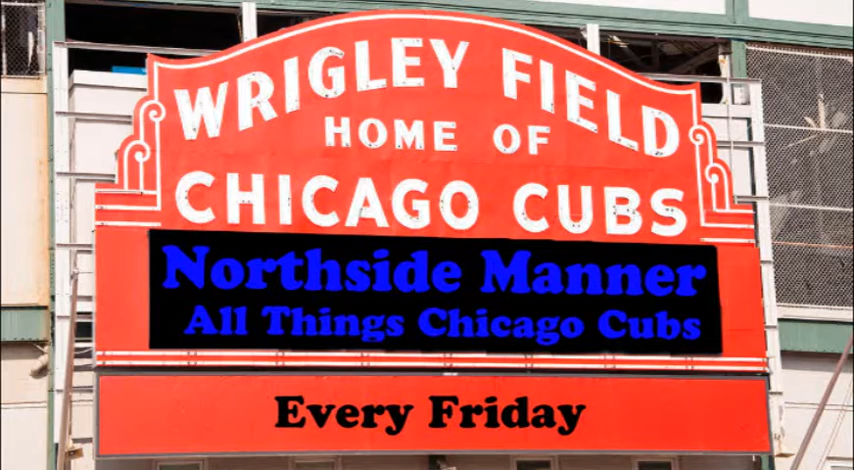 WRIGLEY FIELD
HOME OF
CHICAGO CUBS
Northside Manner
All Things Chicago Cubs
Every Friday